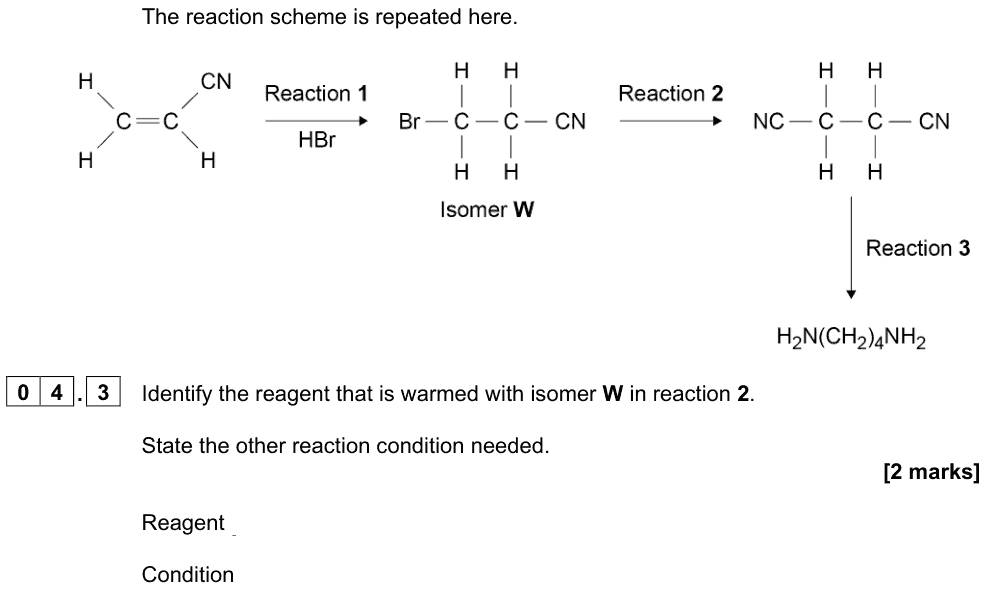 The reaction scheme is repeated here.
H CN H H H H
Reaction 1 Reaction 2
C=C Br—C—C—CN NC—C—C—CN
HBr
H H H H H H
Isomer W
Reaction 3
H₂N(CH₂)₄NH₂
0 4 . 3 Identify the reagent that is warmed with isomer W in reaction 2.
State the other reaction condition needed.
[2 marks]
Reagent
Condition